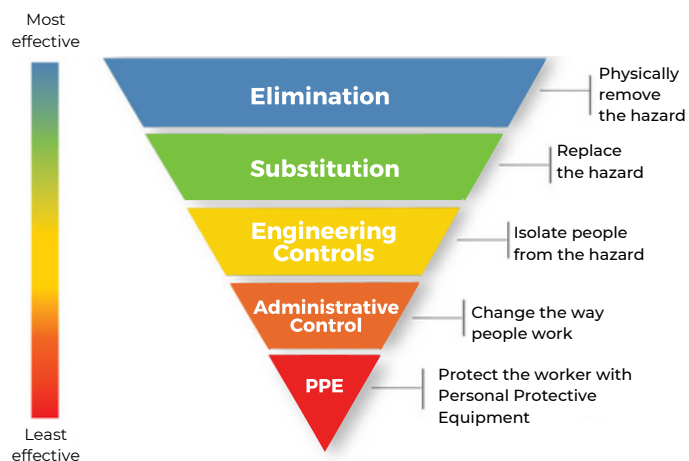 Most
effective
Elimination
Physically
remove
the hazard
Substitution
Replace
the hazard
Engineering
Controls
Isolate people
from the hazard
Administrative
Control
Change the way
people work
PPE
Protect the worker with
Personal Protective
Equipment
Least
effective